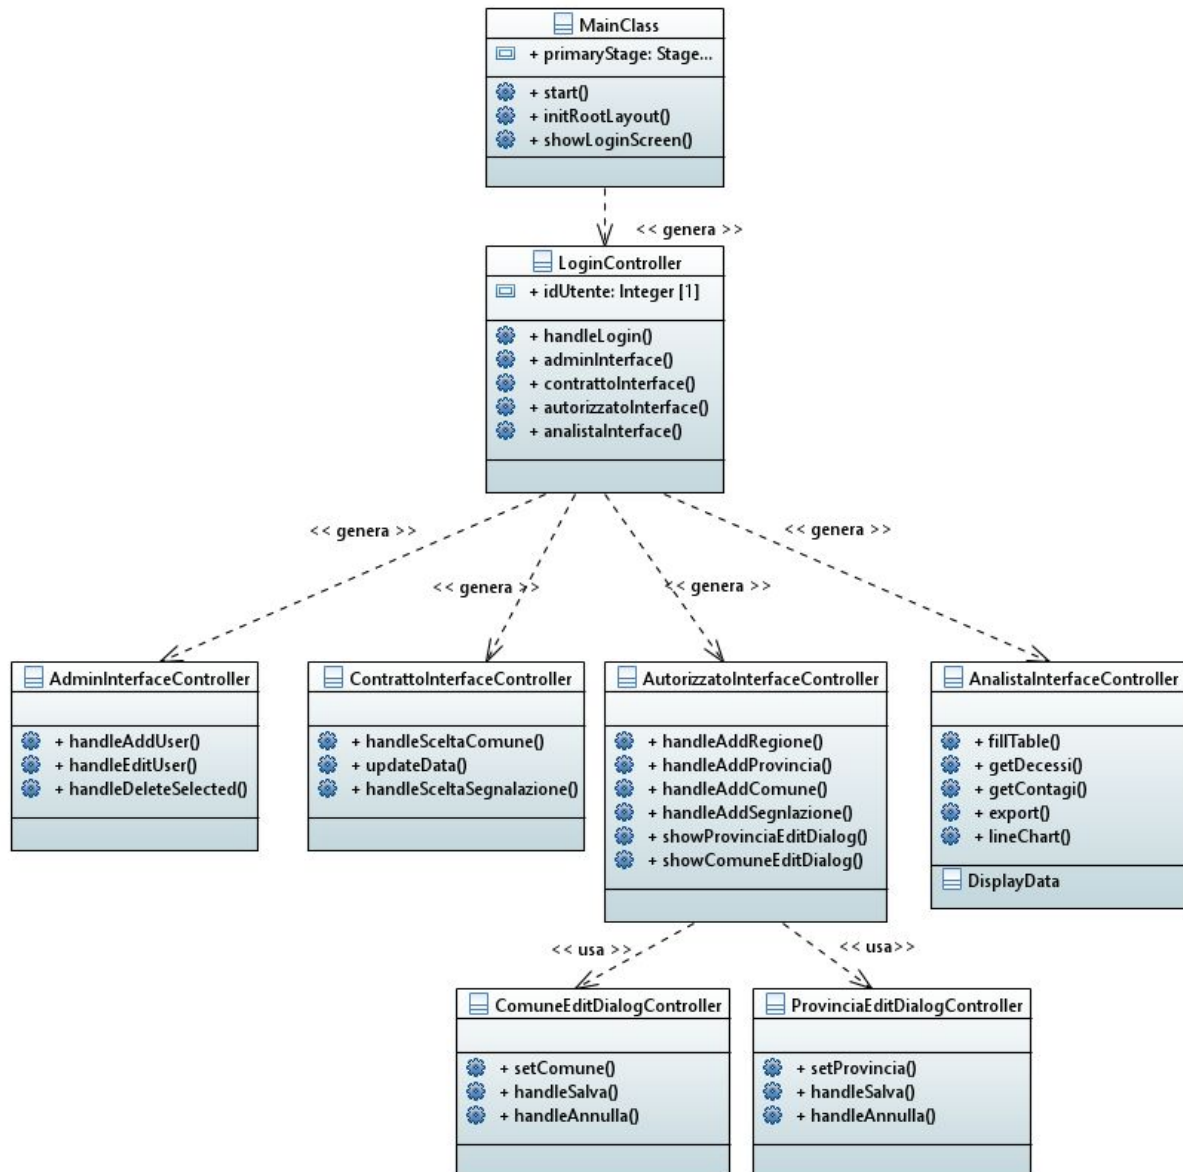 MainClass
+ primaryStage: Stage...
+ start()
+ initRootLayout()
+ showLoginScreen()
<< genera >>
LoginController
+ idUtente: Integer [1]
+ handleLogin()
+ adminInterface()
+ contrattoInterface()
+ autorizzatoInterface()
+ analistaInterface()
<< genera >>
<< genera >>
<< genera >>
<< genera >>
AdminInterfaceController
+ handleAddUser()
+ handleEditUser()
+ handleDeleteSelected()
ContrattoInterfaceController
+ handleSceltaComune()
+ updateData()
+ handleSceltaSegnalazione()
AutorizzatoInterfaceController
+ handleAddRegione()
+ handleAddProvincia()
+ handleAddComune()
+ handleAddSegnlazione()
+ showProvinciaEditDialog()
+ showComuneEditDialog()
AnalistaInterfaceController
+ fillTable()
+ getDecessi()
+ getContagi()
+ export()
+ lineChart()
DisplayData
<< usa >>
<< usa>>
ComuneEditDialogController
+ setComune()
+ handleSalva()
+ handleAnnulla()
ProvinciaEditDialogController
+ setProvincia()
+ handleSalva()
+ handleAnnulla()